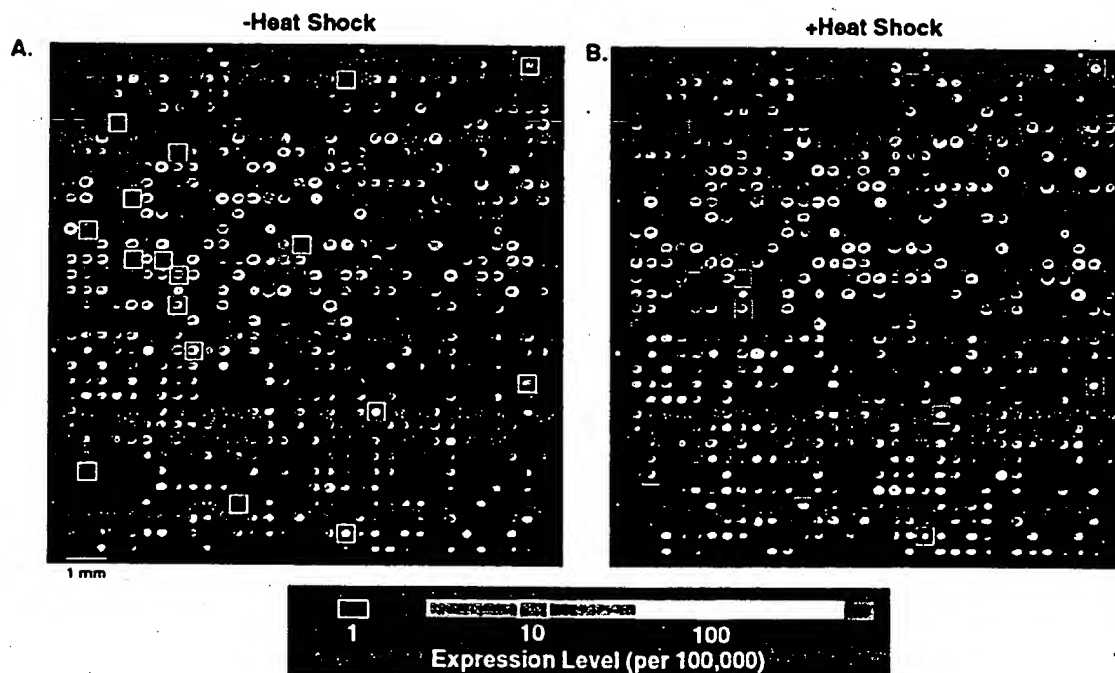 -Heat Shock
+Heat Shock
A.
B.
1 mm
1 10 100
Expression Level (per 100,000)